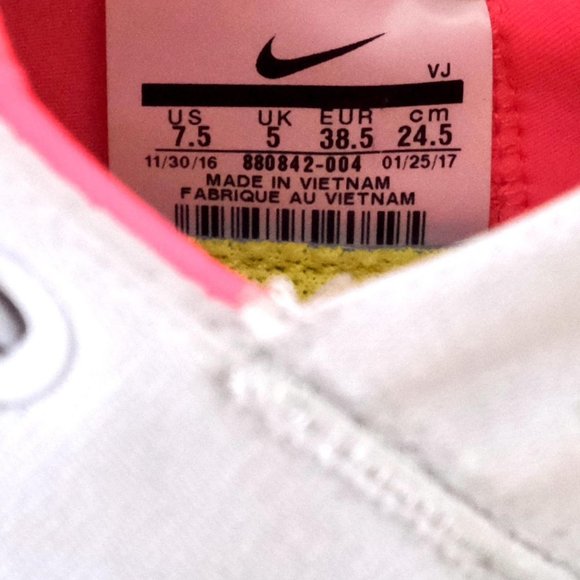 VJ
US UK EUR cm
7.5 5 38.5 24.5
11/30/16 880842-004 01/25/17
MADE IN VIETNAM
FABRIQUE AU VIETNAM